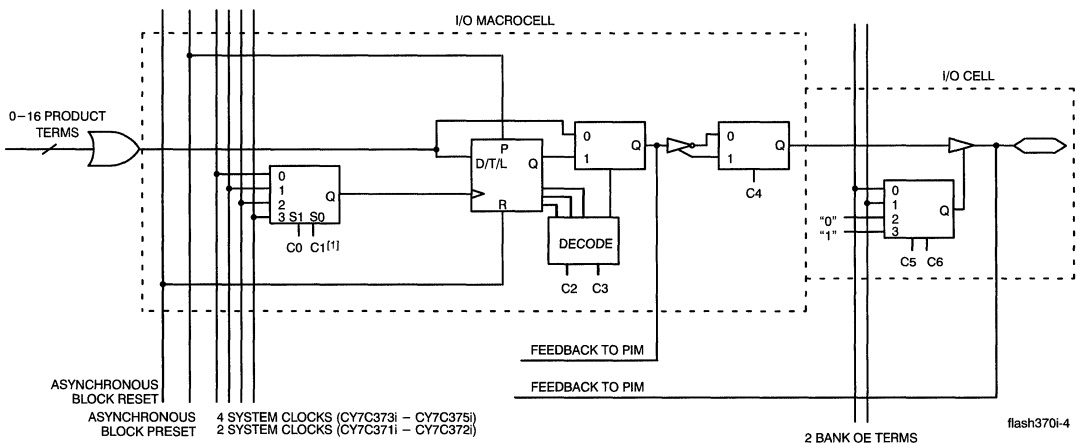 I/O MACROCELL
I/O CELL
0–16 PRODUCT
TERMS
P
D/T/L Q
R
0
1
Q
0
1
Q
C4
0
1
2
3 S1 S0
Q
C0 C1[1]
DECODE
C2 C3
0
1
2
3
Q
"0"
"1"
C5 C6
FEEDBACK TO PIM
FEEDBACK TO PIM
ASYNCHRONOUS
BLOCK RESET
ASYNCHRONOUS
BLOCK PRESET
4 SYSTEM CLOCKS (CY7C373i – CY7C375i)
2 SYSTEM CLOCKS (CY7C371i – CY7C372i)
2 BANK OE TERMS
flash370i-4